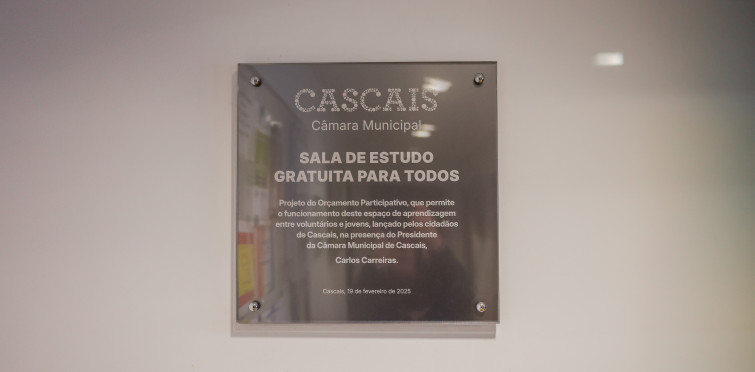 CASCAIS
Câmara Municipal
SALA DE ESTUDO
GRATUITA PARA TODOS
Projeto do Orçamento Participativo, que permite
o funcionamento deste espaço de aprendizagem
entre voluntários e jovens, lançado pelos cidadãos
de Cascais, na presença do Presidente
da Câmara Municipal de Cascais,
Carlos Carreiras.
Cascais, 19 de fevereiro de 2025